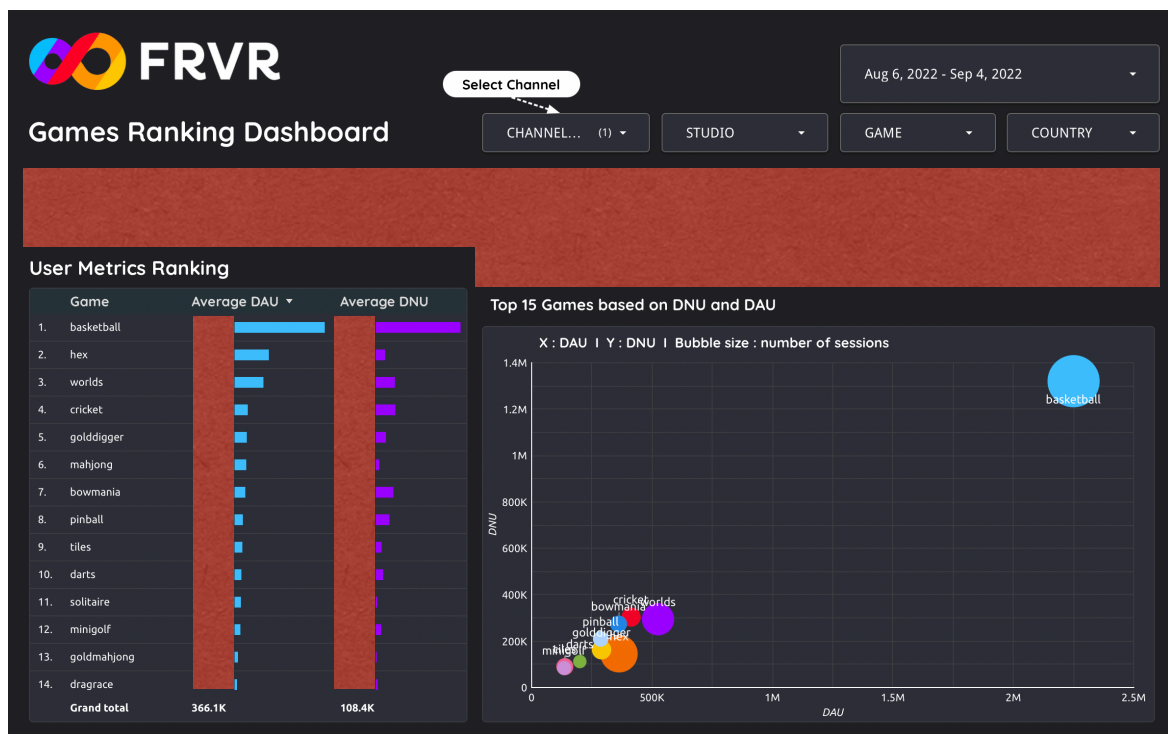 FRVR
Aug 6, 2022 - Sep 4, 2022
Select Channel
Games Ranking Dashboard
CHANNEL... (1)
STUDIO
GAME
COUNTRY
User Metrics Ranking
Game Average DAU Average DNU
1. basketball
2. hex
3. worlds
4. cricket
5. golddigger
6. mahjong
7. bowmania
8. pinball
9. tiles
10. darts
11. solitaire
12. minigolf
13. goldmahjong
14. dragrace
Grand total 366.1K 108.4K
Top 15 Games based on DNU and DAU
X : DAU I Y : DNU I Bubble size : number of sessions
1.4M
1.2M
1M
800K
600K
400K
200K
0
DNU
basketball
cricket
worlds
bowmania
pinball
golddigger
hex
darts
tiles
minigolf
0 500K 1M 1.5M 2M 2.5M
DAU